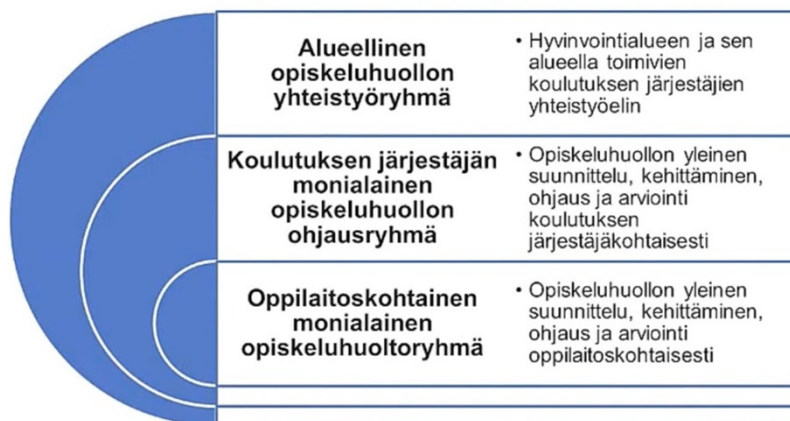 Alueellinen
opiskeluhuollon
yhteistyöryhmä
• Hyvinvointialueen ja sen
alueella toimivien
koulutuksen järjestäjien
yhteistyöelin
Koulutuksen järjestäjän
monialainen
opiskeluhuollon
ohjausryhmä
• Opiskeluhuollon yleinen
suunnittelu, kehittäminen,
ohjaus ja arviointi
koulutuksen
järjestäjäkohtaisesti
Oppilaitoskohtainen
monialainen
opiskeluhuoltoryhmä
• Opiskeluhuollon yleinen
suunnittelu, kehittäminen,
ohjaus ja arviointi
oppilaitoskohtaisesti